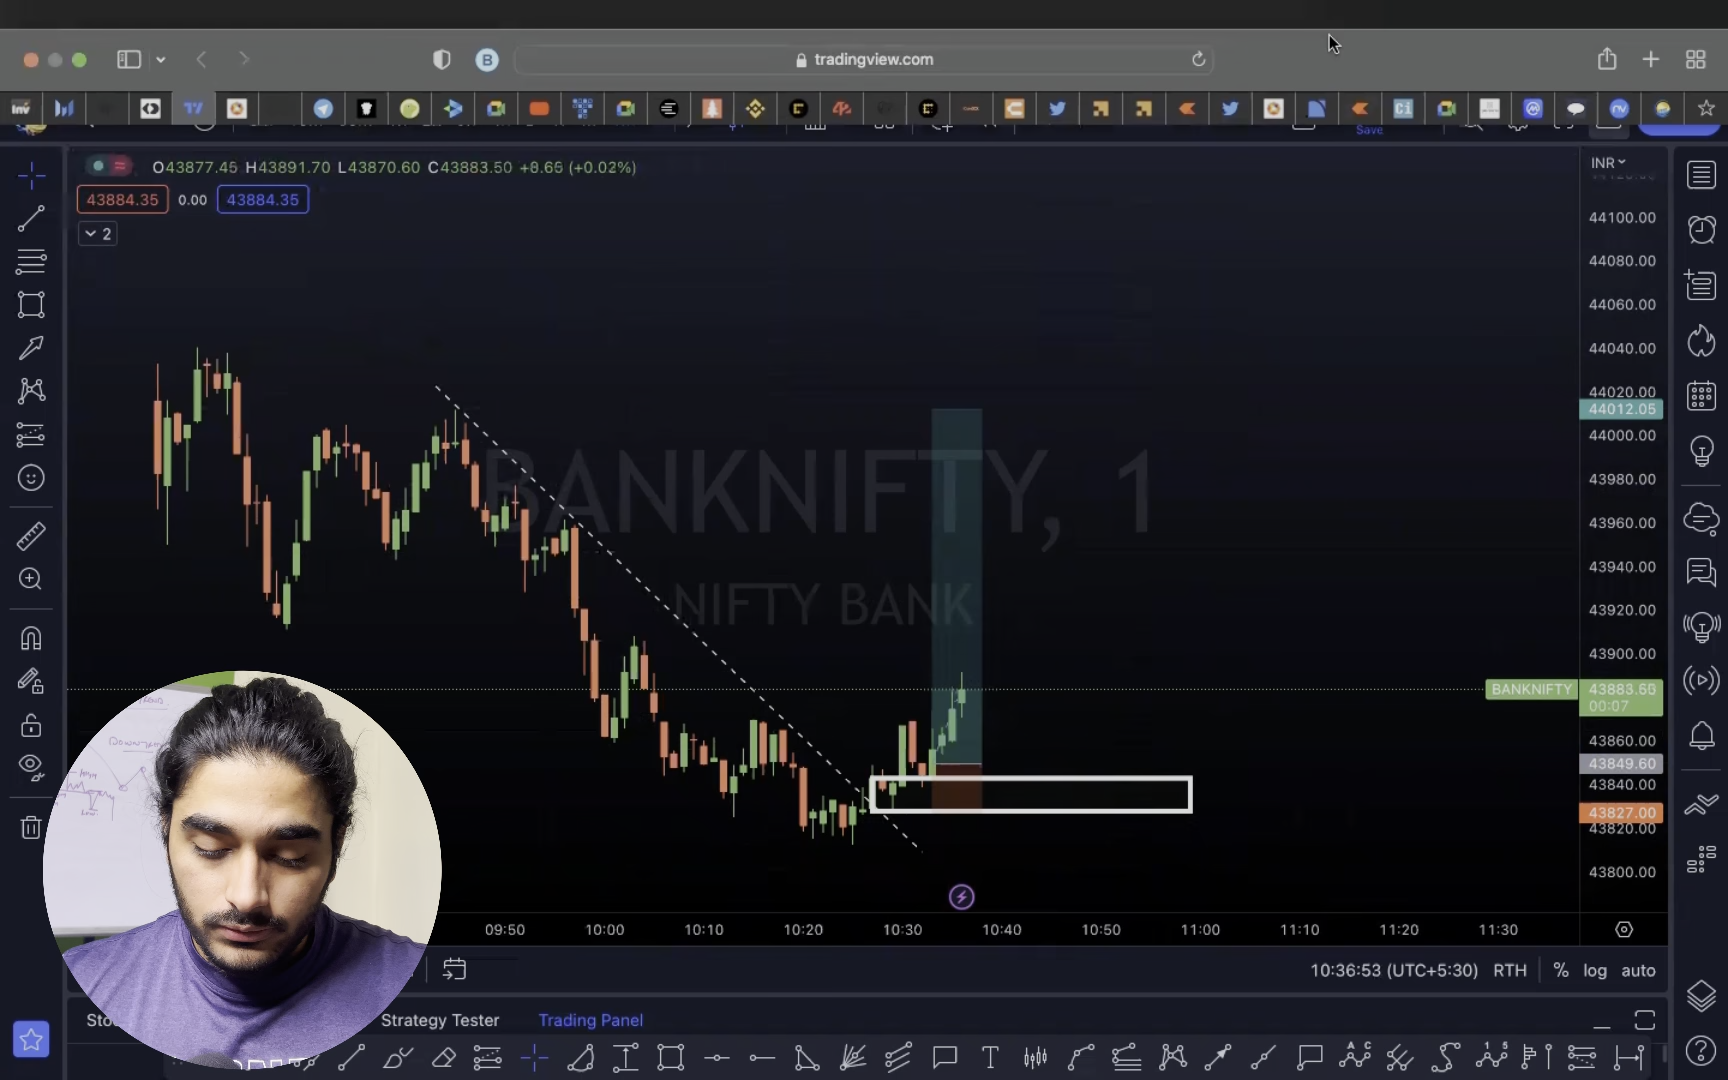 tradingview.com
Inv
Ci
Save
O43877.45 H43891.70 L43870.60 C43883.50 +8.65 (+0.02%)
INR
43884.35 0.00 43884.35
2
44100.00
44080.00
44060.00
44040.00
44020.00
44012.05
44000.00
43980.00
43960.00
43940.00
43920.00
43900.00
BANKNIFTY, 1
NIFTY BANK
BANKNIFTY
00:07
43860.00
43849.60
43840.00
43827.00
43820.00
43800.00
09:50 10:00 10:10 10:20 10:30 10:40 10:50 11:00 11:10 11:20 11:30
10:36:53 (UTC+5:30) RTH % log auto
Strategy Tester Trading Panel